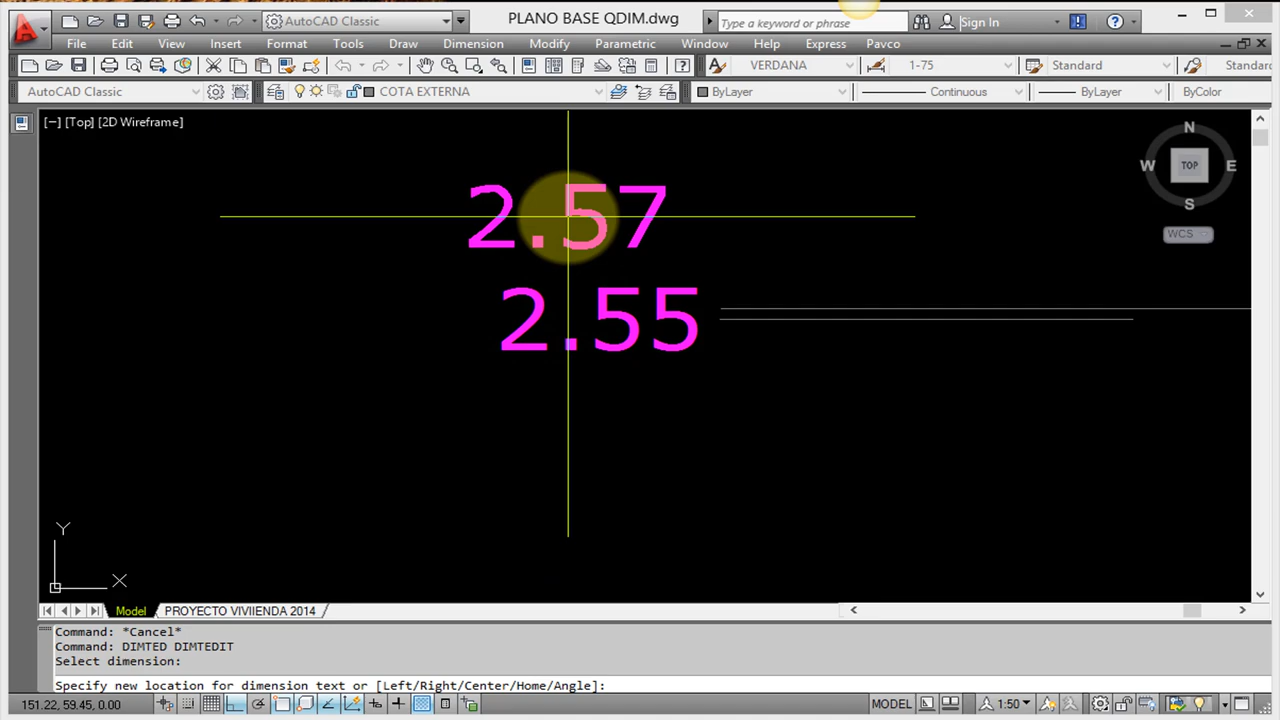 AutoCAD Classic
PLANO BASE QDIM.dwg
Type a keyword or phrase
Sign In
File Edit View Insert Format Tools Draw Dimension Modify Parametric Window Help Express Pavco
VERDANA
1-75
Standard
Standard
AutoCAD Classic
COTA EXTERNA
ByLayer
Continuous
ByLayer
ByColor
[−] [Top] [2D Wireframe]
N
W TOP E
S
WCS
2.57
2.55
Y
X
Model PROYECTO VIVIIENDA 2014
Command: *Cancel*
Command: DIMTED DIMTEDIT
Select dimension:
Specify new location for dimension text or [Left/Right/Center/Home/Angle]:
151.22, 59.45, 0.00
MODEL
1:50